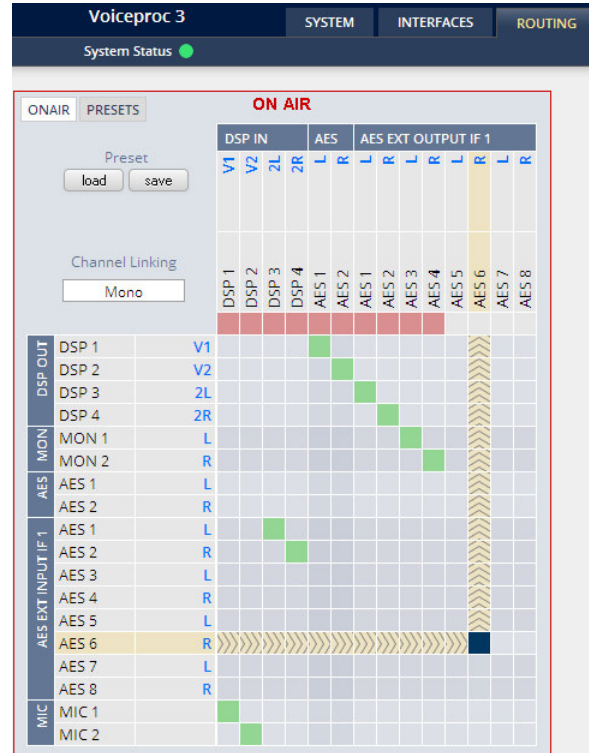 Voiceproc 3 SYSTEM INTERFACES ROUTING
System Status
ONAIR PRESETS ON AIR
DSP IN AES AES EXT OUTPUT IF 1
Preset
load save
V1 V2 2L 2R L R L R L R L R L R
Channel Linking
Mono
DSP 1 DSP 2 DSP 3 DSP 4 AES 1 AES 2 AES 1 AES 2 AES 3 AES 4 AES 5 AES 6 AES 7 AES 8
DSP OUT
DSP 1 V1
DSP 2 V2
DSP 3 2L
DSP 4 2R
MON
MON 1 L
MON 2 R
AES
AES 1 L
AES 2 R
AES EXT INPUT IF 1
AES 1 L
AES 2 R
AES 3 L
AES 4 R
AES 5 L
AES 6 R
AES 7 L
AES 8 R
MIC
MIC 1
MIC 2